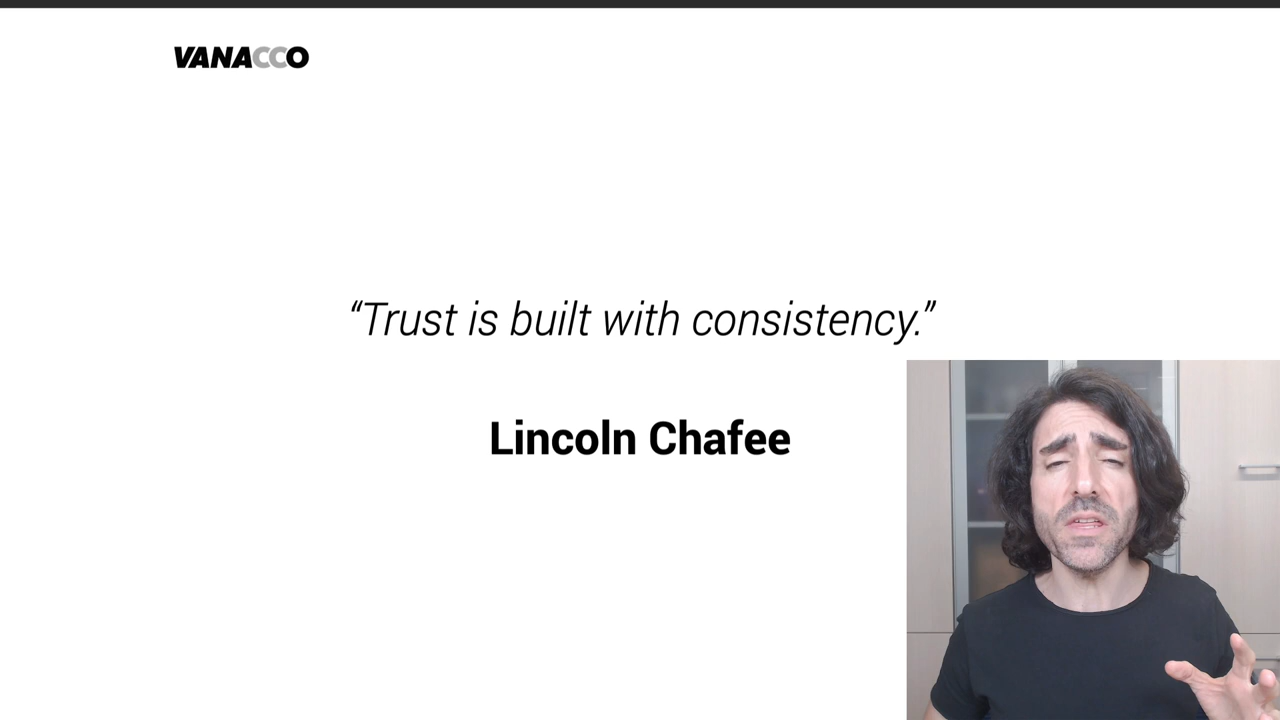 VANACCO
“Trust is built with consistency.”
Lincoln Chafee